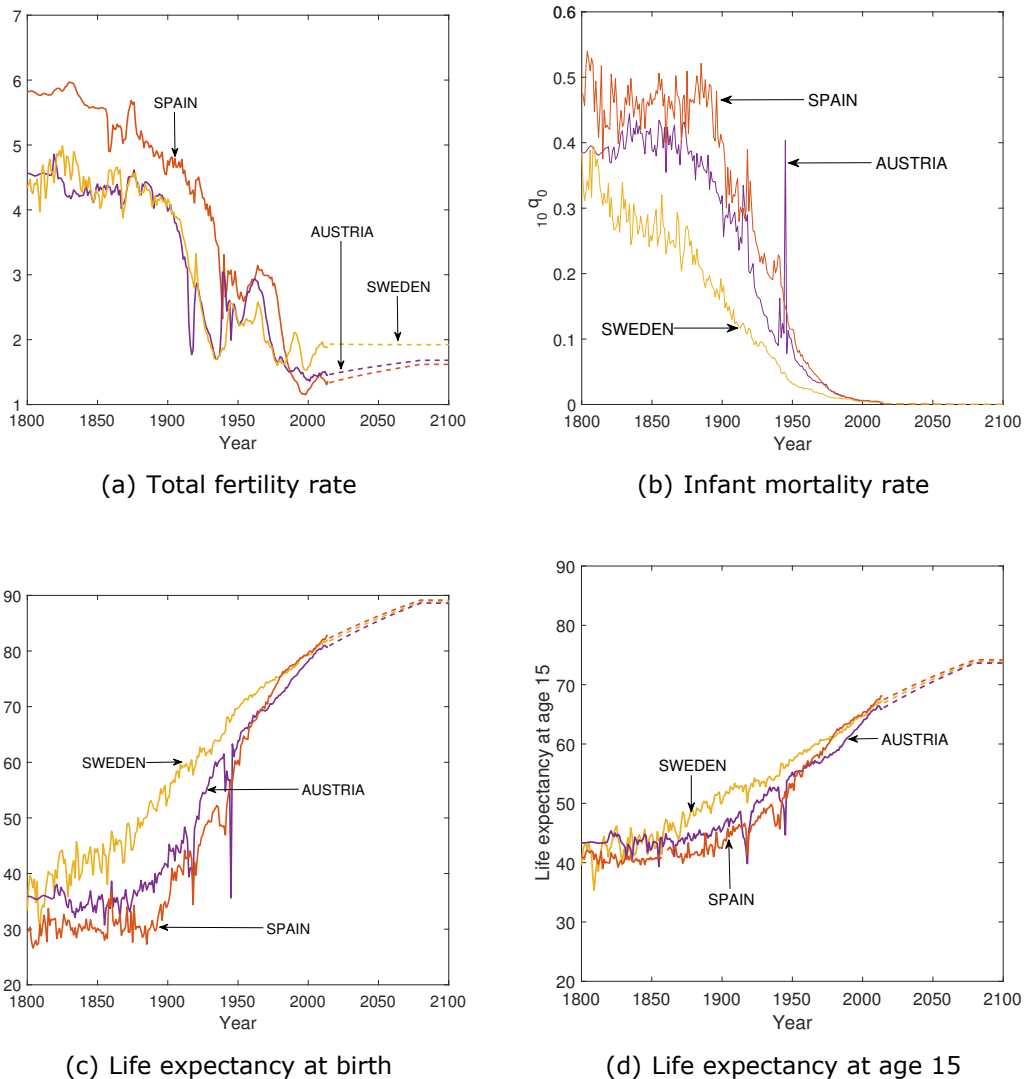 7
6
5
4
3
2
1
SPAIN
AUSTRIA
SWEDEN
1800 1850 1900 1950 2000 2050 2100
Year
(a) Total fertility rate
0.6
0.5
0.4
0.3
0.2
0.1
0
10 q0
SPAIN
AUSTRIA
SWEDEN
1800 1850 1900 1950 2000 2050 2100
Year
(b) Infant mortality rate
90
80
70
60
50
40
30
20
SWEDEN
AUSTRIA
SPAIN
1800 1850 1900 1950 2000 2050 2100
Year
(c) Life expectancy at birth
90
80
70
60
50
40
30
20
Life expectancy at age 15
AUSTRIA
SWEDEN
SPAIN
1800 1850 1900 1950 2000 2050 2100
Year
(d) Life expectancy at age 15